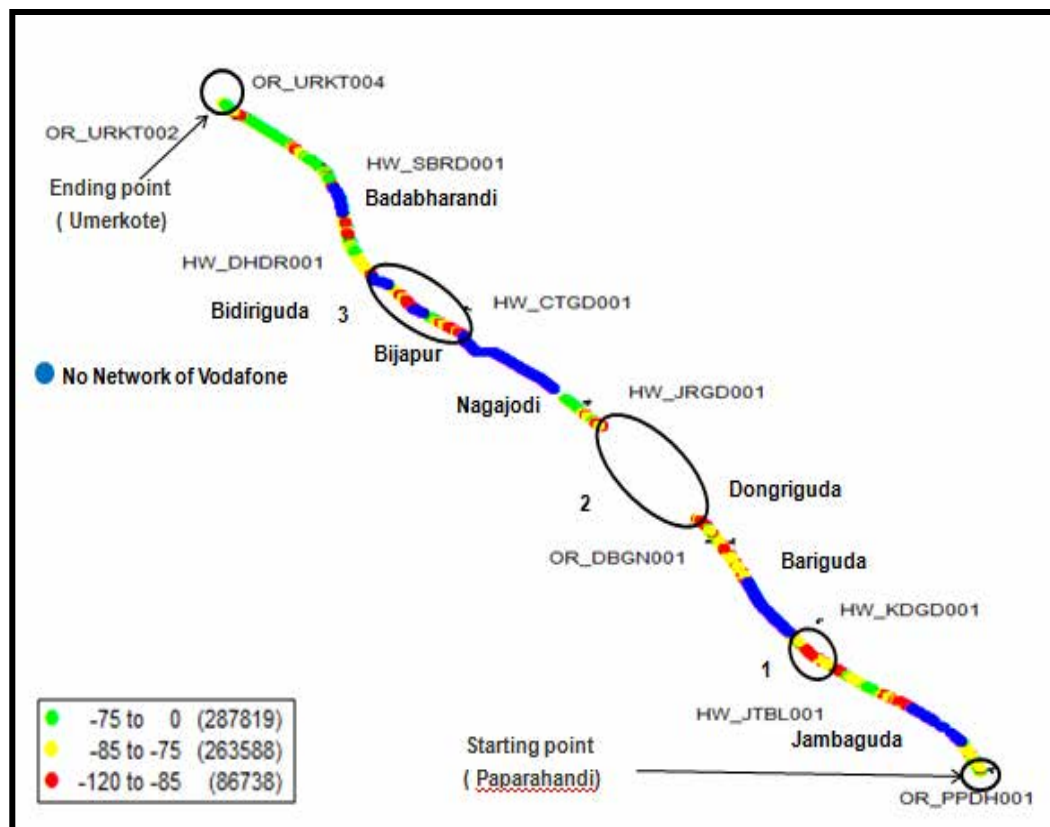 OR_URKT004
OR_URKT002
HW_SBRD001
Ending point
( Umerkote)
Badabharandi
HW_DHDR001
HW_CTGD001
Bidiriguda
3
Bijapur
No Network of Vodafone
Nagajodi
HW_JRGD001
2
Dongriguda
OR_DBGN001
Bariguda
HW_KDGD001
1
HW_JTBL001
Jambaguda
Starting point
( Paparahandi)
OR_PPDH001
-75 to 0 (287819)
-85 to -75 (263588)
-120 to -85 (86738)